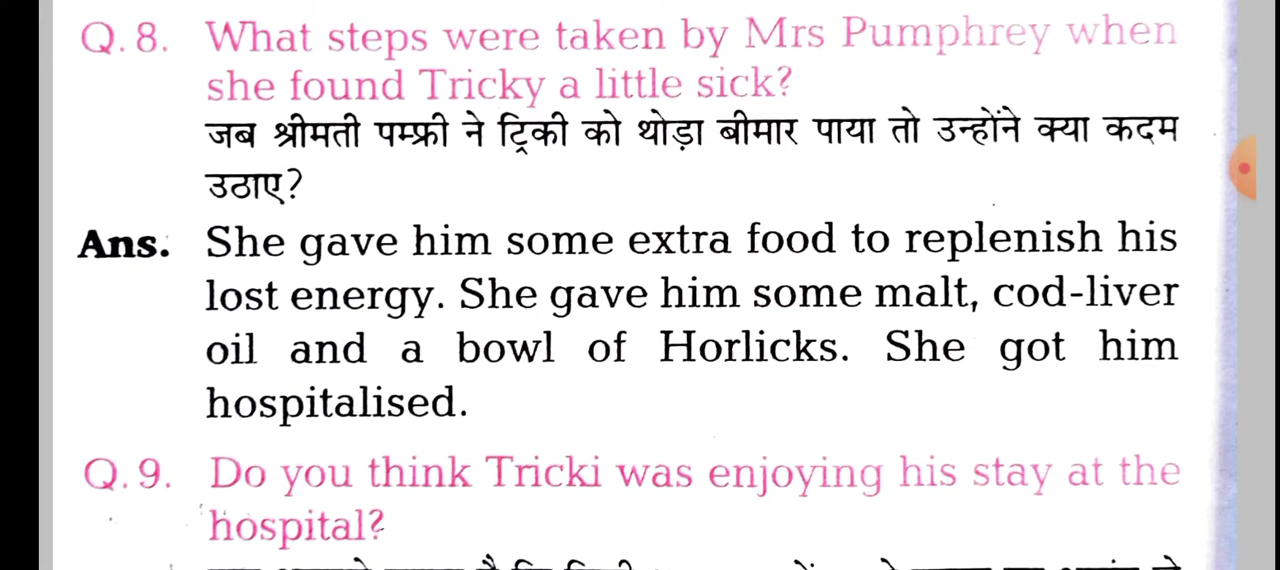 Q. 8. What steps were taken by Mrs Pumphrey when
she found Tricky a little sick?
जब श्रीमती पम्फ्री ने ट्रिकी को थोड़ा बीमार पाया तो उन्होंने क्या कदम
उठाए?
Ans. She gave him some extra food to replenish his
lost energy. She gave him some malt, cod-liver
oil and a bowl of Horlicks. She got him
hospitalised.
Q. 9. Do you think Tricki was enjoying his stay at the
hospital?